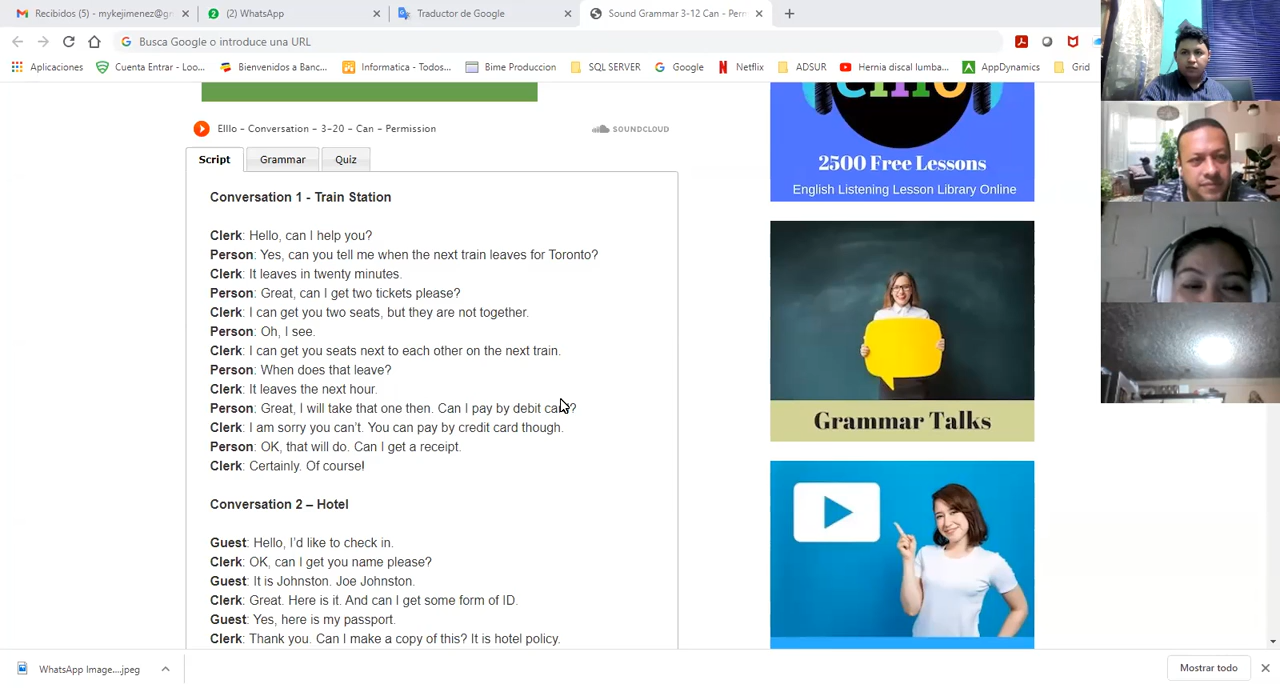 Recibidos (5) - mykejimenez@gr
(2) WhatsApp
Traductor de Google
Sound Grammar 3-12 Can - Perm
Busca Google o introduce una URL
Aplicaciones
Cuenta Entrar - Loo...
Bienvenidos a Banc...
Informatica - Todos...
De Produccion
SQL SERVER
Google
Netflix
ADSUR
Hernia discal lumba...
AppDynamics
Grid
elllo
2500 Free Lessons
English Listening Lesson Library Online
Elllo - Conversation - 3-20 - Can - Permission
SOUNDCLOUD
Script
Grammar
Quiz
Conversation 1 - Train Station
Clerk: Hello, can I help you?
Person: Yes, can you tell me when the next train leaves for Toronto?
Clerk: It leaves in twenty minutes.
Person: Great, can I get two tickets please?
Clerk: I can get you two seats, but they are not together.
Person: Oh, I see.
Clerk: I can get you seats next to each other on the next train.
Person: When does that leave?
Clerk: It leaves the next hour.
Person: Great, I will take that one then. Can I pay by debit card?
Clerk: I am sorry you can't. You can pay by credit card though.
Person: OK, that will do. Can I get a receipt.
Clerk: Certainly. Of course!
Conversation 2 – Hotel
Guest: Hello, I'd like to check in.
Clerk: OK, can I get you name please?
Guest: It is Johnston. Joe Johnston.
Clerk: Great. Here is it. And can I get some form of ID.
Guest: Yes, here is my passport.
Clerk: Thank you. Can I make a copy of this? It is hotel policy.
Grammar Talks
WhatsApp Image....jpeg
Mostrar todo